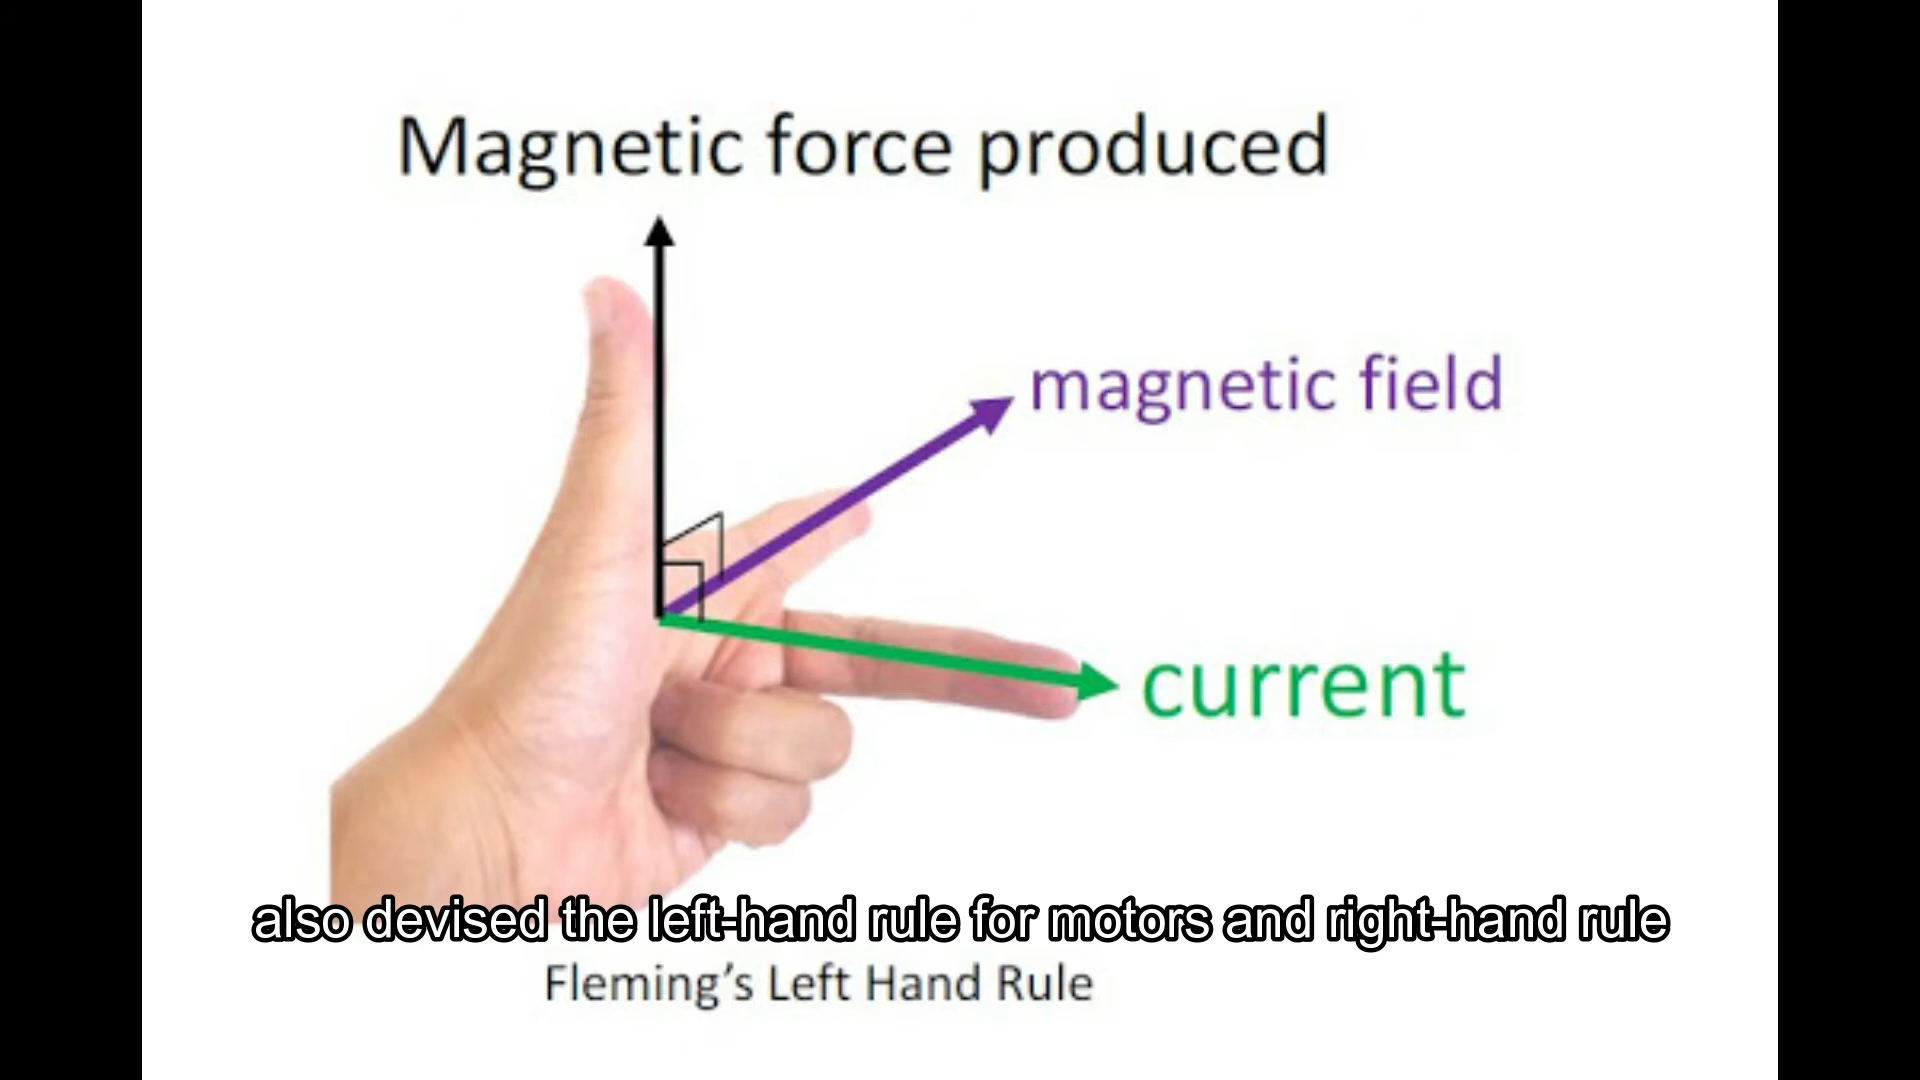 Magnetic force produced
magnetic field
current
also devised the left-hand rule for motors and right-hand rule
Fleming's Left Hand Rule